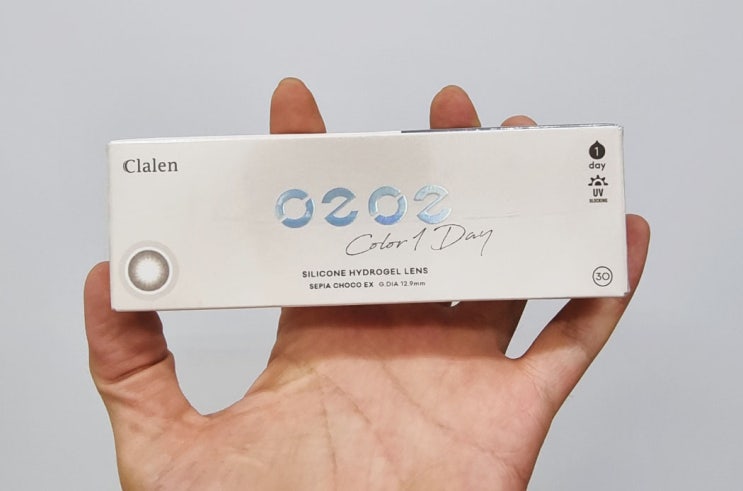 Clalen
O2O2
Color 1 Day
SILICONE HYDROGEL LENS
SEPIA CHOCO EX G.DIA 12.9mm
1
day
UV
BLOCKING
30